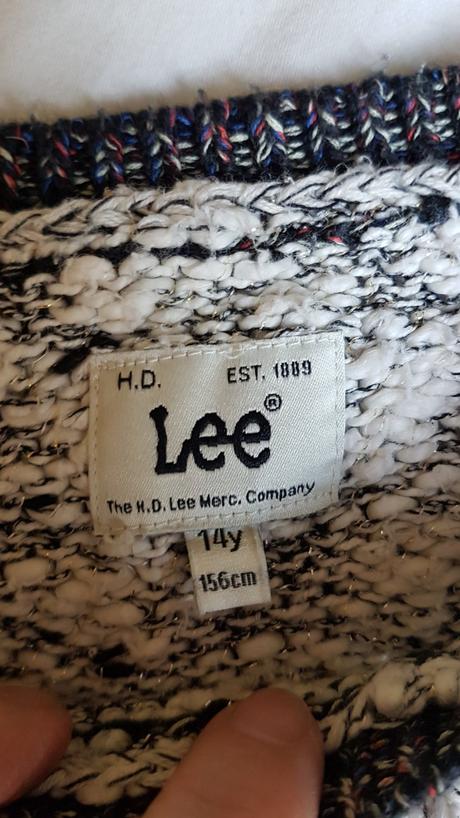 H.D. EST. 1889
Lee®
The H.D. Lee Merc. Company
14y
156cm